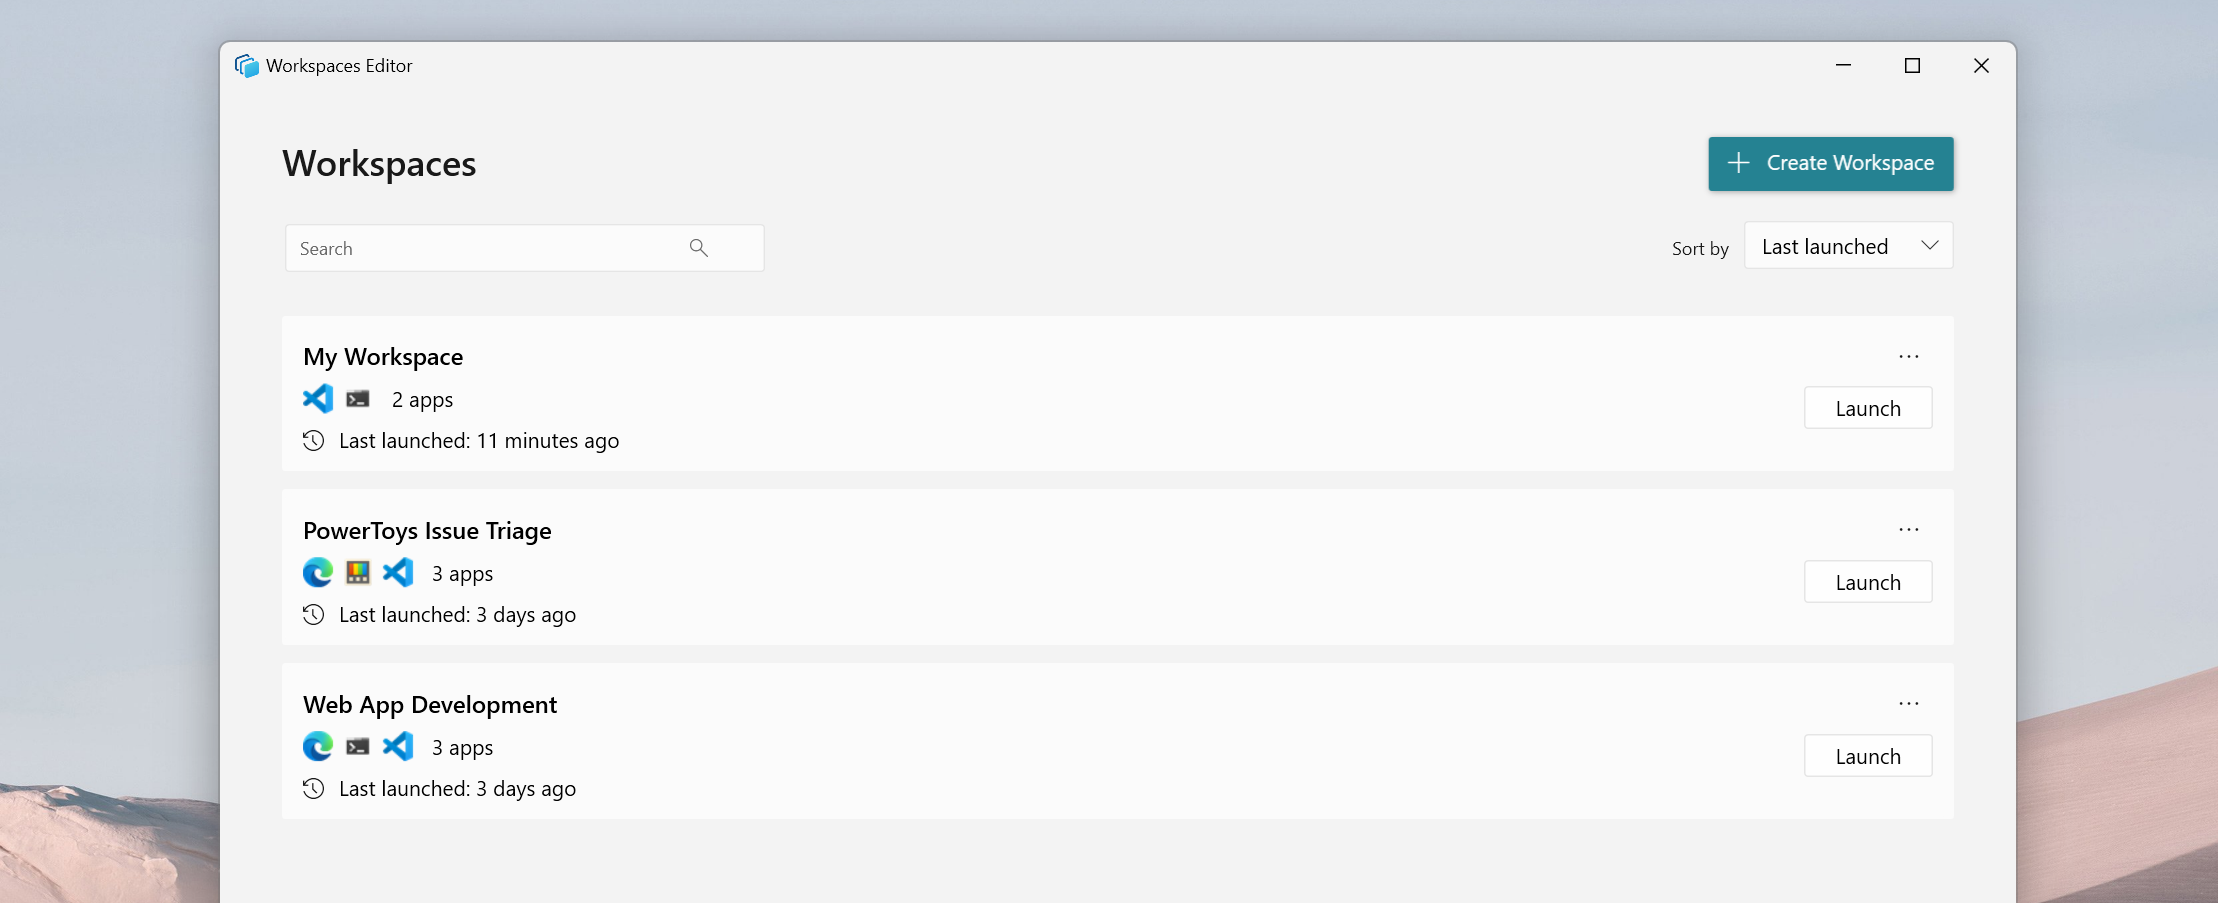 Workspaces Editor
Workspaces
Create Workspace
Search
Sort by
Last launched
My Workspace
2 apps
Last launched: 11 minutes ago
Launch
PowerToys Issue Triage
3 apps
Last launched: 3 days ago
Launch
Web App Development
3 apps
Last launched: 3 days ago
Launch